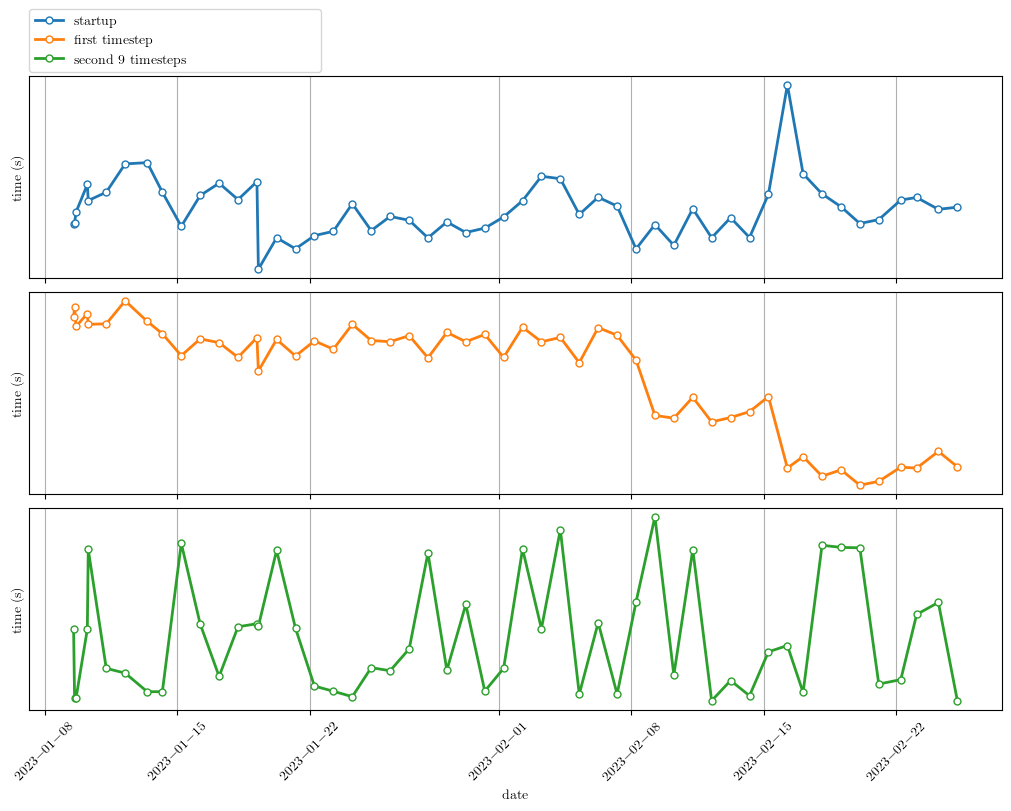 startup
first timestep
second 9 timesteps
time (s)
time (s)
time (s)
2023−01−08
2023−01−15
2023−01−22
2023−02−01
2023−02−08
2023−02−15
2023−02−22
date